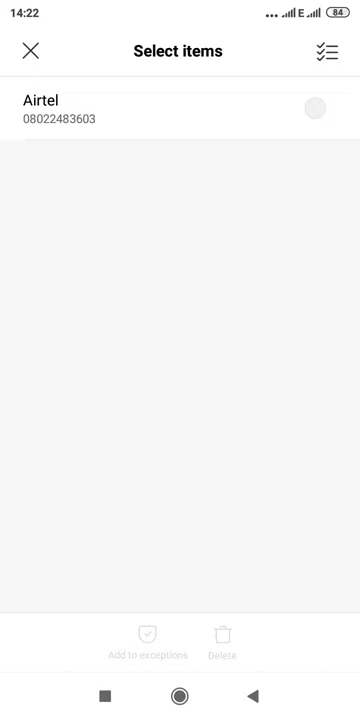 14:22
E
84
Select items
Airtel
08022483603
Add to exceptions
Delete